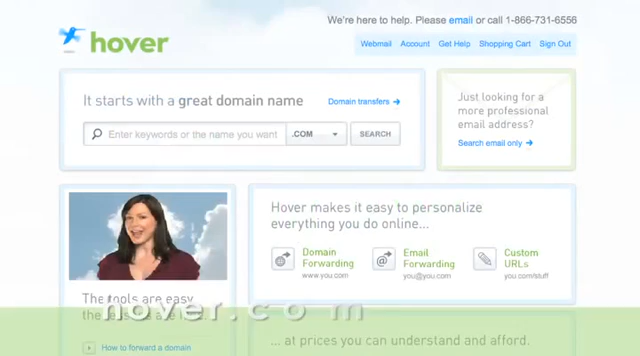 We're here to help. Please email or call 1-866-731-6556
hover
Webmail Account Get Help Shopping Cart Sign Out
It starts with a great domain name
Domain transfers
Enter keywords or the name you want
.COM
SEARCH
Just looking for a
more professional
email address?
Search email only
Hover makes it easy to personalize
everything you do online...
Domain
Forwarding
www.you.com
Email
Forwarding
you@you.com
Custom
URLs
you.com/stuff
The tools are easy,
hover.com
How to forward a domain
... at prices you can understand and afford.